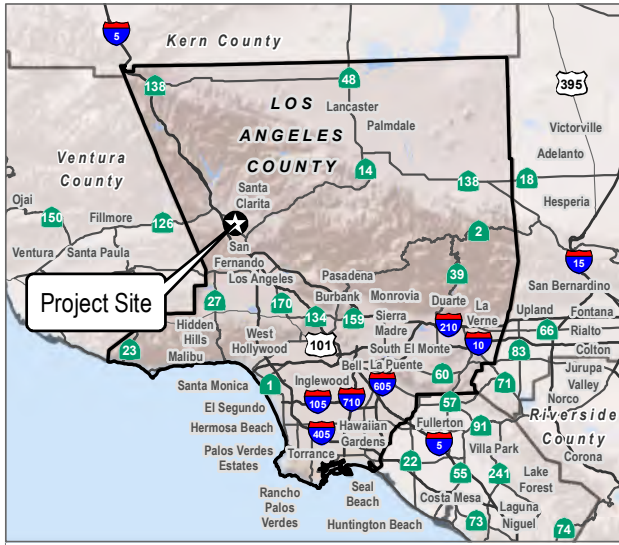 5
Kern County
138
48
395
LOS
ANGELES
COUNTY
Lancaster
Palmdale
Victorville
Adelanto
Ventura
County
14
138
18
Hesperia
Ojai
150
Fillmore
126
Santa
Clarita
2
Ventura
Santa Paula
San
Fernando
Los Angeles
Pasadena
39
15
San Bernardino
Project Site
27
170
Burbank
134
159
Monrovia
Sierra
Madre
Duarte
La
Verne
210
Upland
Fontana
66
Rialto
Hidden
Hills
West
Hollywood
101
South El Monte
10
83
Colton
23
Malibu
Bell
La Puente
60
71
Jurupa
Valley
Santa Monica
1
Inglewood
605
Norco
105
710
57
Riverside
County
El Segundo
Hermosa Beach
405
Hawaiian
Gardens
Fullerton
5
91
Villa Park
Corona
Palos Verdes
Estates
Torrance
22
55
241
Lake
Forest
Rancho
Palos
Verdes
Seal
Beach
Costa Mesa
Laguna
Niguel
Huntington Beach
73
74